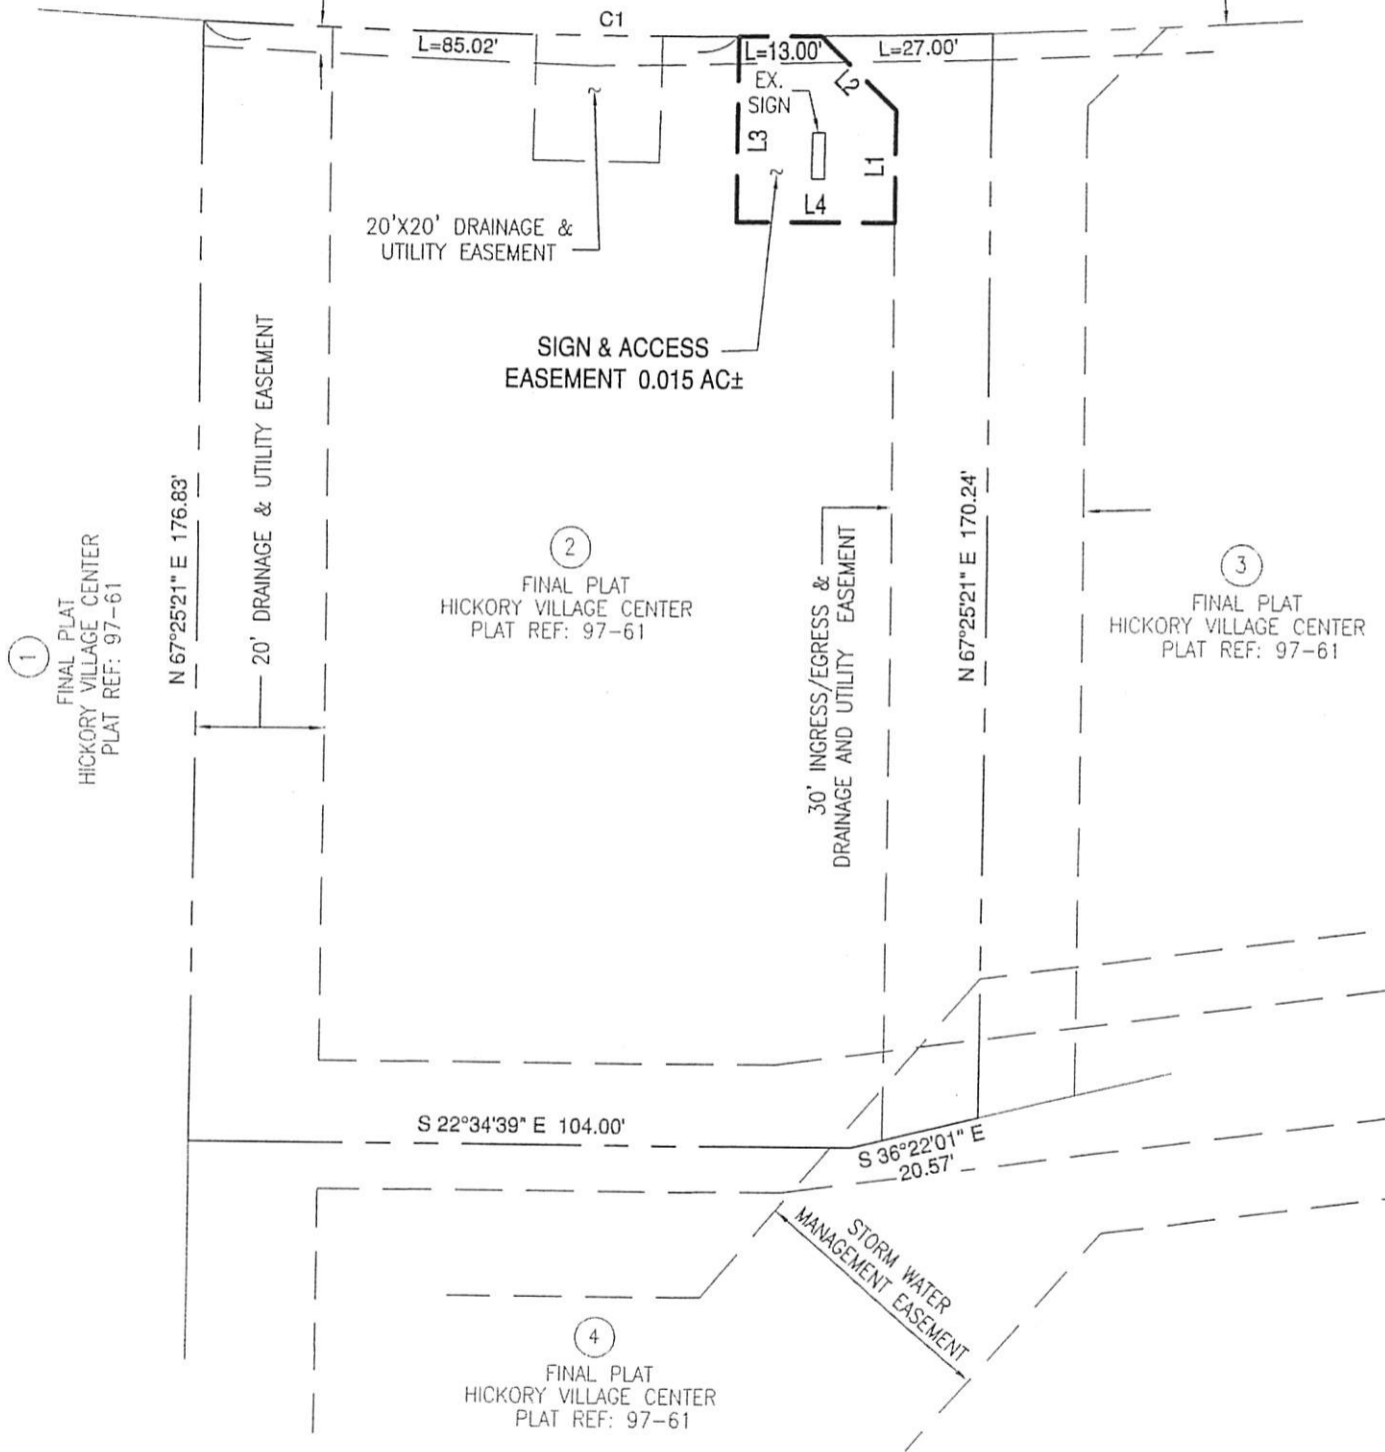 C1
L=85.02'
L=13.00'
L=27.00'
L2
EX.
SIGN
L3
L1
L4
20'X20' DRAINAGE &
UTILITY EASEMENT
SIGN & ACCESS
EASEMENT 0.015 AC±
20' DRAINAGE & UTILITY EASEMENT
N 67°25'21" E 176.83'
1
FINAL PLAT
HICKORY VILLAGE CENTER
PLAT REF: 97-61
2
FINAL PLAT
HICKORY VILLAGE CENTER
PLAT REF: 97-61
30' INGRESS/EGRESS &
DRAINAGE AND UTILITY EASEMENT
N 67°25'21" E 170.24'
3
FINAL PLAT
HICKORY VILLAGE CENTER
PLAT REF: 97-61
S 22°34'39" E 104.00'
S 36°22'01" E
20.57'
STORM WATER
MANAGEMENT EASEMENT
4
FINAL PLAT
HICKORY VILLAGE CENTER
PLAT REF: 97-61